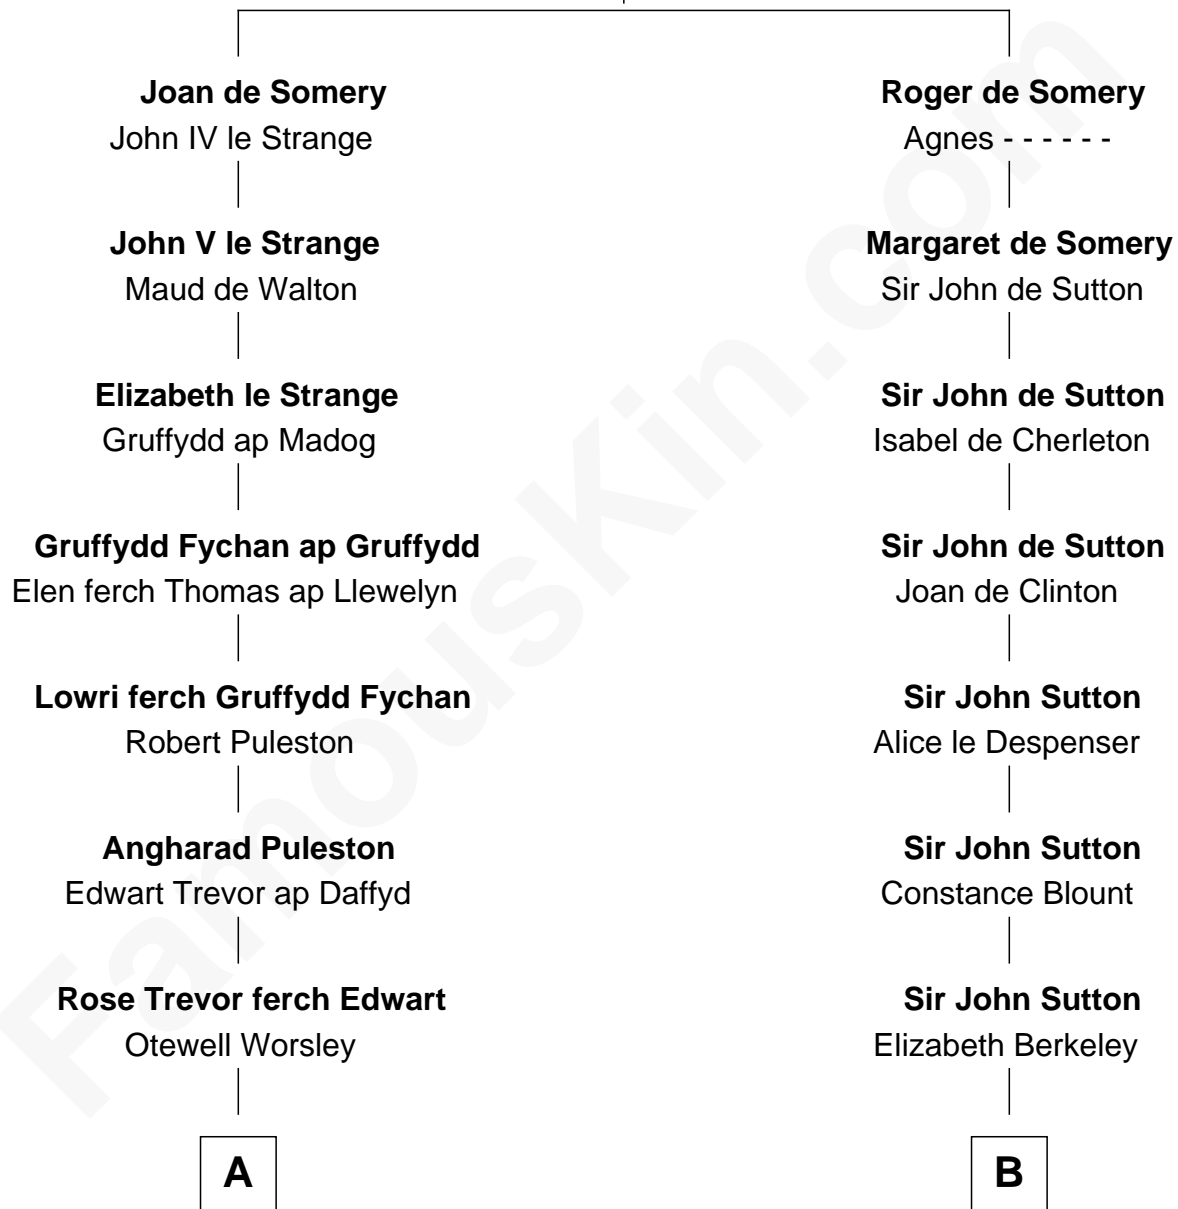 Joan de Somery
John IV le Strange
John V le Strange
Maud de Walton
Elizabeth le Strange
Gruffydd ap Madog
Gruffydd Fychan ap Gruffydd
Elen ferch Thomas ap Llewelyn
Lowri ferch Gruffydd Fychan
Robert Puleston
Angharad Puleston
Edwart Trevor ap Daffyd
Rose Trevor ferch Edwart
Otewell Worsley
A
Roger de Somery
Agnes - - - - - -
Margaret de Somery
Sir John de Sutton
Sir John de Sutton
Isabel de Cherleton
Sir John de Sutton
Joan de Clinton
Sir John Sutton
Alice le Despenser
Sir John Sutton
Constance Blount
Sir John Sutton
Elizabeth Berkeley
B
FamousKin.com